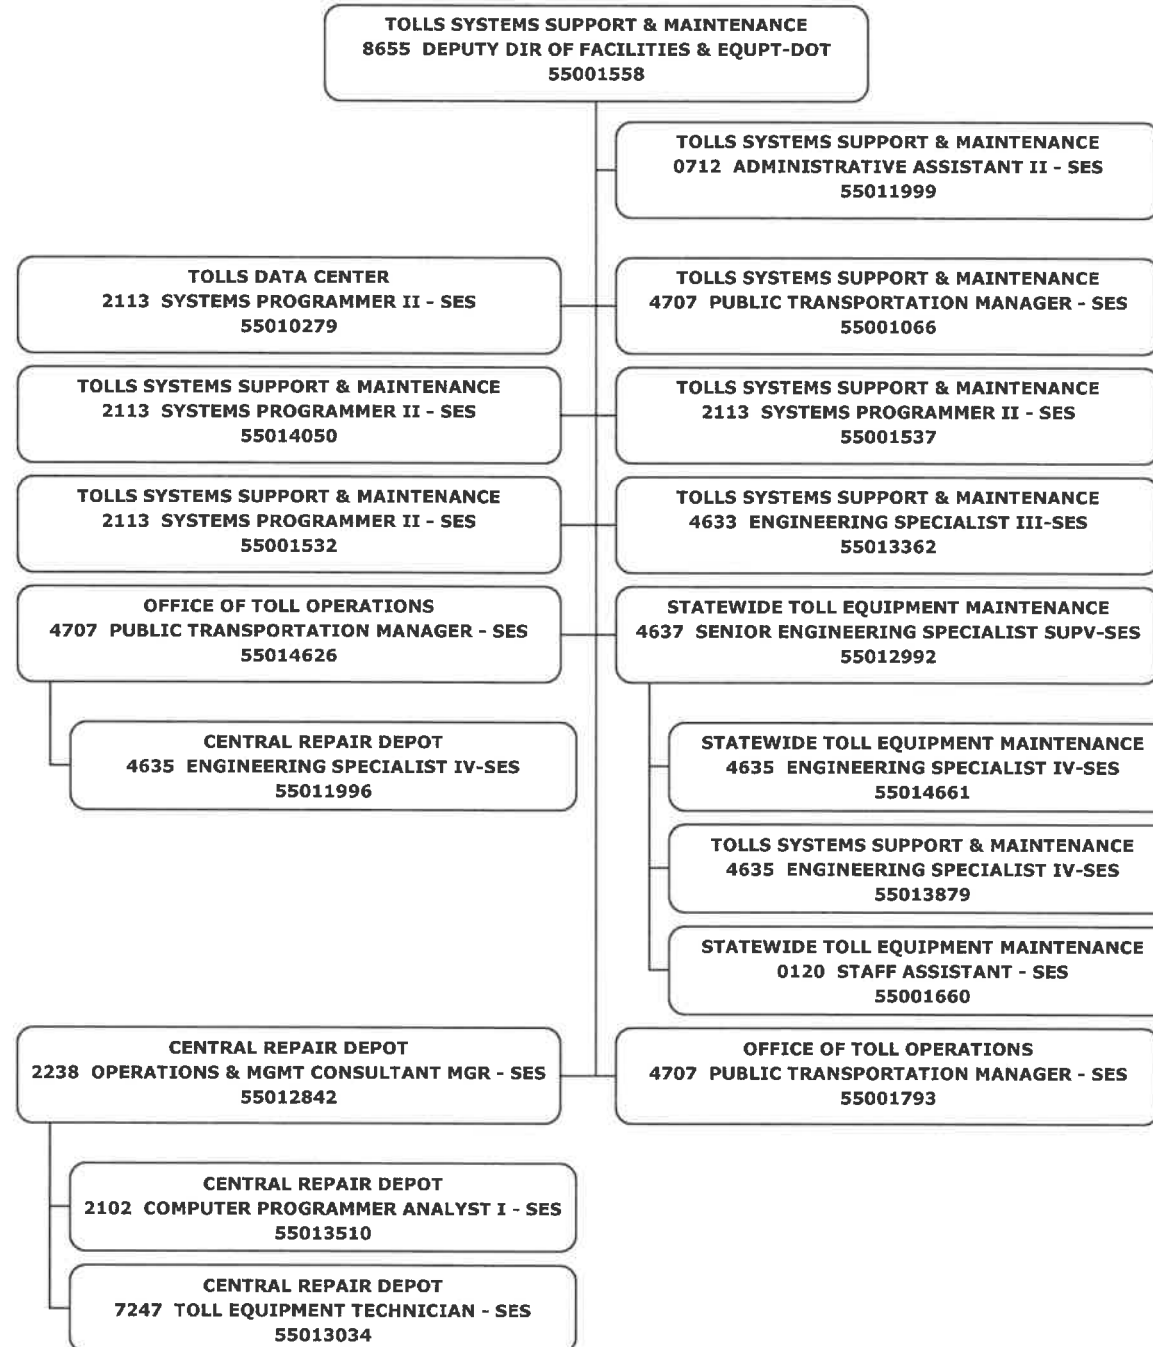 TOLLS SYSTEMS SUPPORT & MAINTENANCE
8655 DEPUTY DIR OF FACILITIES & EQUPT-DOT
55001558
TOLLS SYSTEMS SUPPORT & MAINTENANCE
0712 ADMINISTRATIVE ASSISTANT II - SES
55011999
TOLLS DATA CENTER
2113 SYSTEMS PROGRAMMER II - SES
55010279
TOLLS SYSTEMS SUPPORT & MAINTENANCE
4707 PUBLIC TRANSPORTATION MANAGER - SES
55001066
TOLLS SYSTEMS SUPPORT & MAINTENANCE
2113 SYSTEMS PROGRAMMER II - SES
55014050
TOLLS SYSTEMS SUPPORT & MAINTENANCE
2113 SYSTEMS PROGRAMMER II - SES
55001537
TOLLS SYSTEMS SUPPORT & MAINTENANCE
2113 SYSTEMS PROGRAMMER II - SES
55001532
TOLLS SYSTEMS SUPPORT & MAINTENANCE
4633 ENGINEERING SPECIALIST III-SES
55013362
OFFICE OF TOLL OPERATIONS
4707 PUBLIC TRANSPORTATION MANAGER - SES
55014626
STATEWIDE TOLL EQUIPMENT MAINTENANCE
4637 SENIOR ENGINEERING SPECIALIST SUPV-SES
55012992
CENTRAL REPAIR DEPOT
4635 ENGINEERING SPECIALIST IV-SES
55011996
STATEWIDE TOLL EQUIPMENT MAINTENANCE
4635 ENGINEERING SPECIALIST IV-SES
55014661
TOLLS SYSTEMS SUPPORT & MAINTENANCE
4635 ENGINEERING SPECIALIST IV-SES
55013879
STATEWIDE TOLL EQUIPMENT MAINTENANCE
0120 STAFF ASSISTANT - SES
55001660
CENTRAL REPAIR DEPOT
2238 OPERATIONS & MGMT CONSULTANT MGR - SES
55012842
OFFICE OF TOLL OPERATIONS
4707 PUBLIC TRANSPORTATION MANAGER - SES
55001793
CENTRAL REPAIR DEPOT
2102 COMPUTER PROGRAMMER ANALYST I - SES
55013510
CENTRAL REPAIR DEPOT
7247 TOLL EQUIPMENT TECHNICIAN - SES
55013034